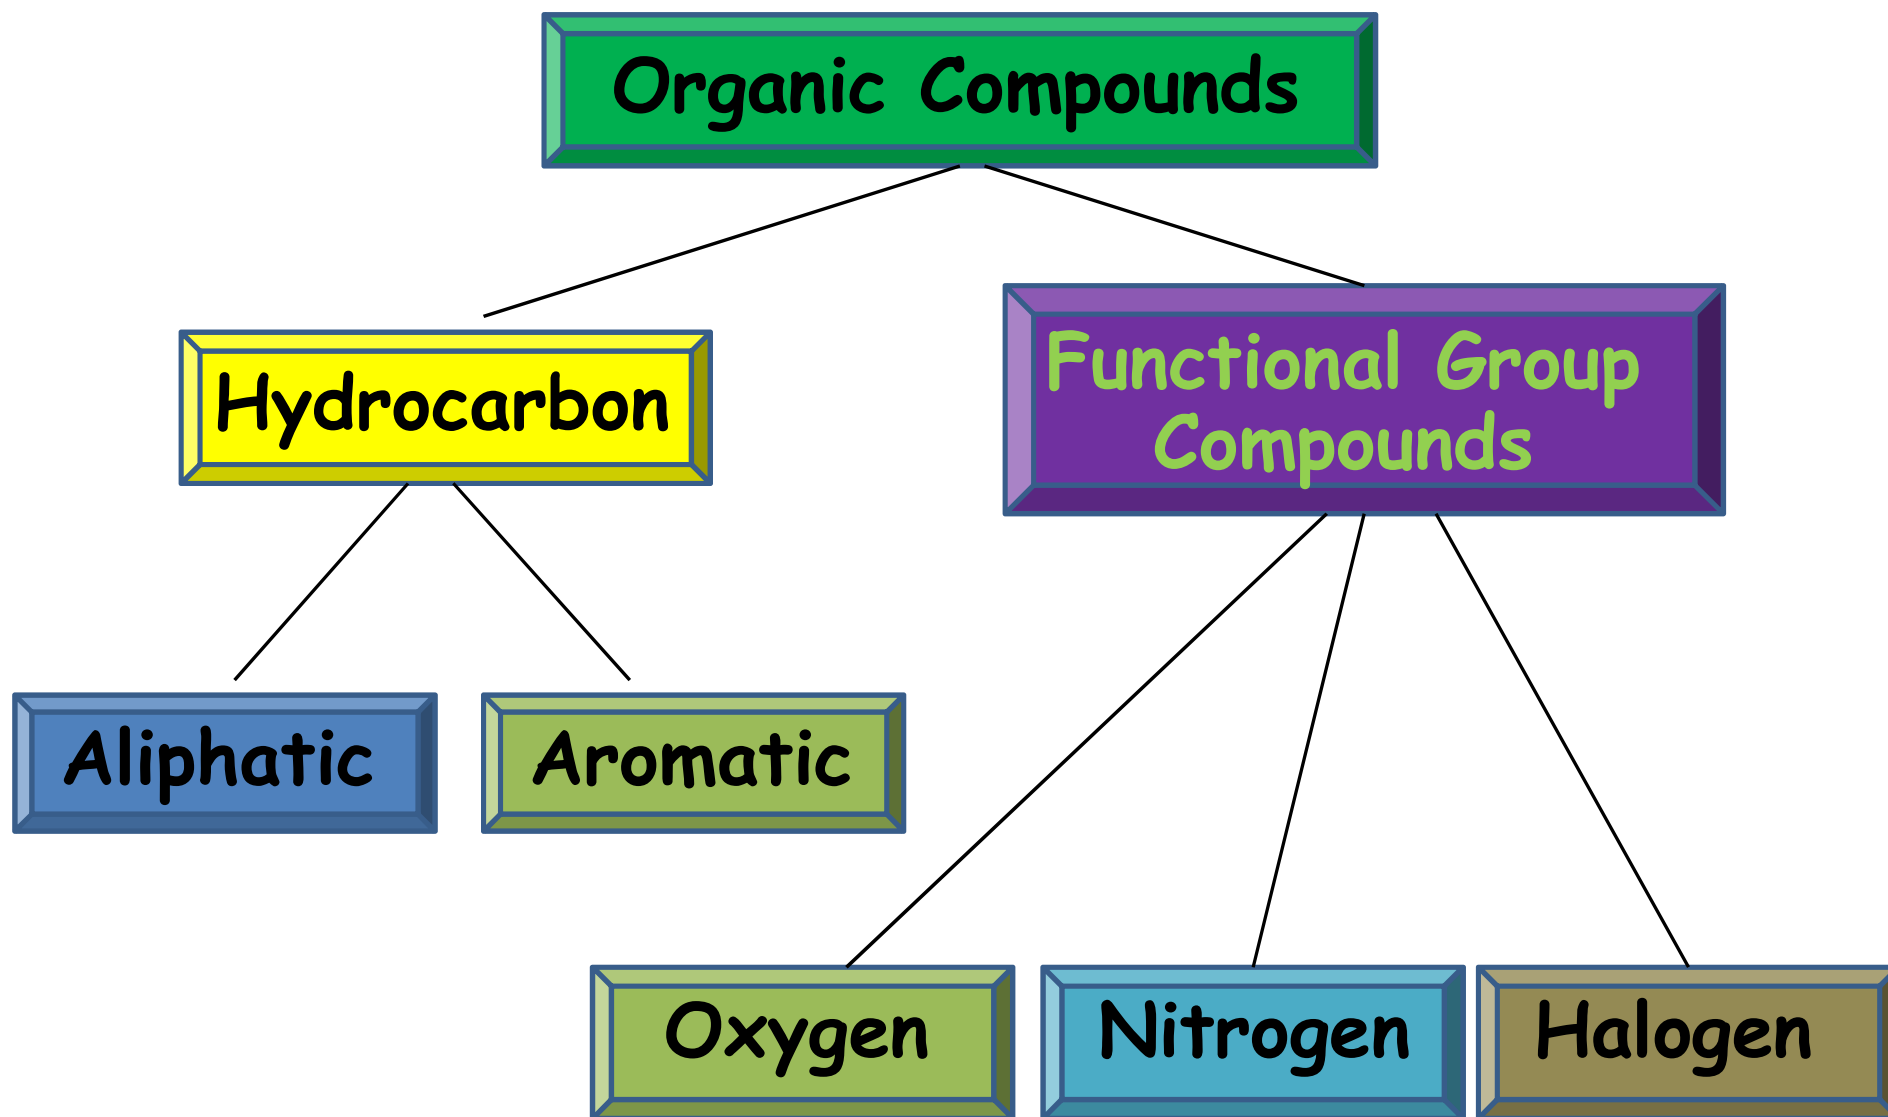 Organic Compounds
Hydrocarbon
Functional Group
Compounds
Aliphatic
Aromatic
Oxygen
Nitrogen
Halogen